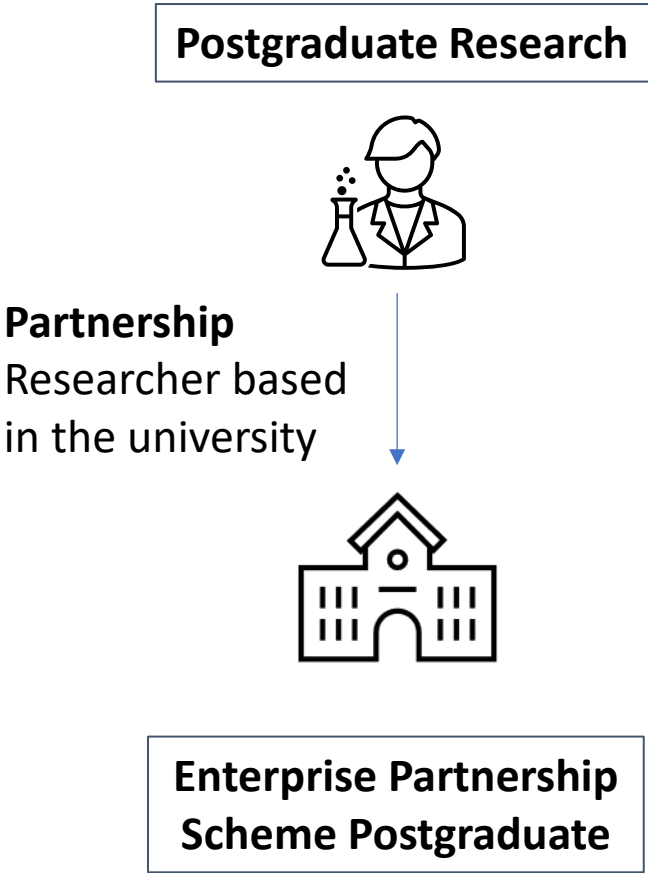 Postgraduate Research
Partnership
Researcher based
in the university
Enterprise Partnership
Scheme Postgraduate